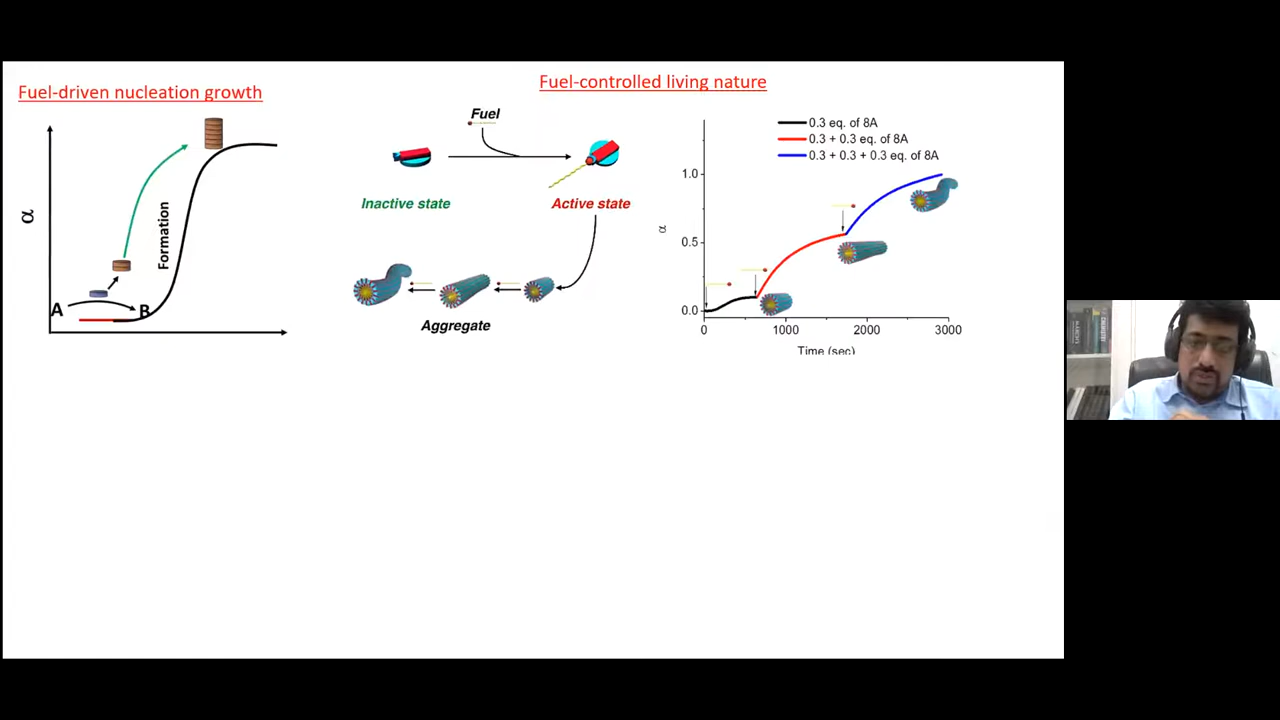 Fuel-driven nucleation growth
α
Formation
A
B
Fuel-controlled living nature
Fuel
Inactive state
Active state
Aggregate
0.3 eq. of 8A
0.3 + 0.3 eq. of 8A
0.3 + 0.3 + 0.3 eq. of 8A
α
1.0
0.5
0.0
0 1000 2000 3000
Time (sec)